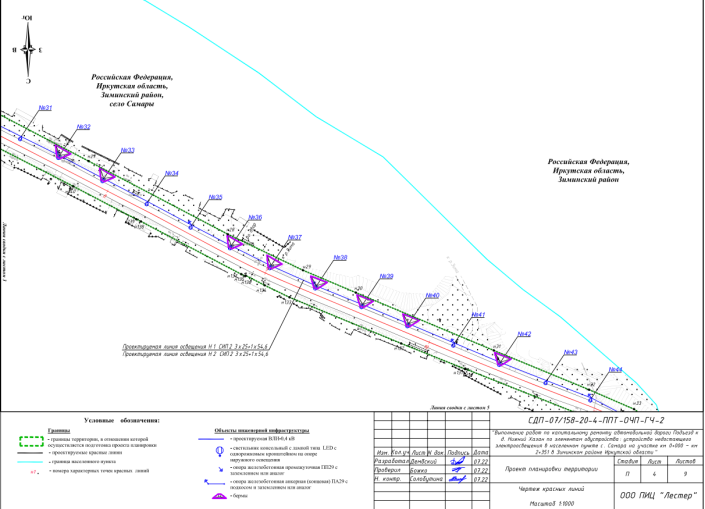 Ю
З
В
С
Российская Федерация,
Иркутская область,
Зиминский район,
село Самары
Российская Федерация,
Иркутская область,
Зиминский район
№31
№32
№33
№34
№35
№36
№37
№38
№39
№40
№41
№42
№43
№44
Проектируемая линия освещения Н 1 СИП 2 3х25+1х54,6
Проектируемая линия освещения Н 2 СИП 2 3х25+1х54,6
Линия сводки с листом 5
Условные обозначения:
Границы
- границы территории, в отношении которой
осуществляется подготовка проекта планировки
- проектируемые красные линии
- граница населенного пункта
- номера характерных точек красных линий
Объекты инженерной инфраструктуры
- проектируемая ВЛИ-0,4 кВ
- светильник консольный с лампой типа LED с
однорожковым кронштейном на опоре
наружного освещения
- опора железобетонная промежуточная ПП29 с
заземлением или аналог
- опора железобетонная анкерная (концевая) ПА29 с
подкосом и заземлением или аналог
- бермы
СДП-07/158-20-4-ППТ-ОЧП-ГЧ-2
"Выполнение работ по капитальному ремонту автомобильной дороги Подъезд к
д. Нижний Хазан по элементам обустройства: устройство недостающего
электроосвещения в населенном пункте с. Самара на участке км 0+000 - км
2+351 в Зиминском районе Иркутской области"
Изм. Кол.уч Лист N док. Подпись Дата
Разработал Дембский 07.22
Проверил Божко 07.22
Н. контр. Солобутина 07.22
Проект планировки территории
Стадия Лист Листов
П 4 9
Чертеж красных линий
Масштаб 1:1000
ООО ПИЦ "Лестер"